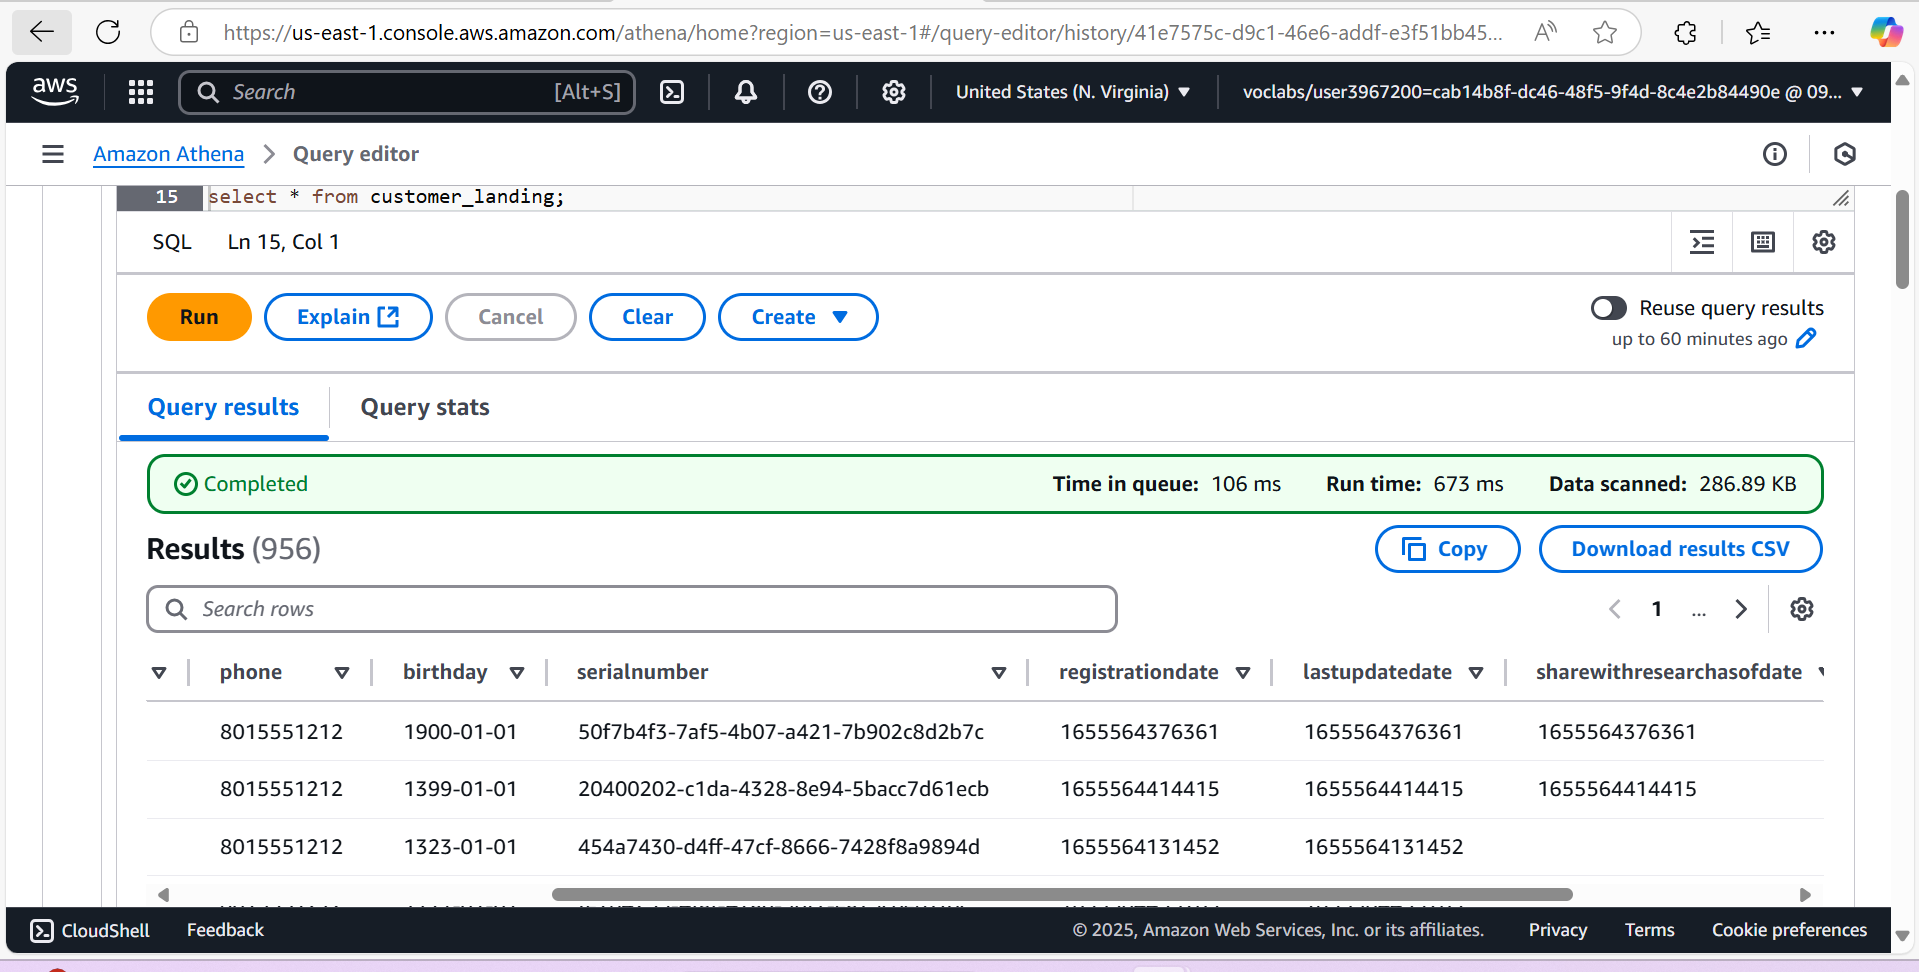 https://us-east-1.console.aws.amazon.com/athena/home?region=us-east-1#/query-editor/history/41e7575c-d9c1-46e6-addf-e3f51bb45...
aws
Search [Alt+S]
United States (N. Virginia)
voclabs/user3967200=cab14b8f-dc46-48f5-9f4d-8c4e2b84490e @ 09...
Amazon Athena > Query editor
15 select * from customer_landing;
SQL Ln 15, Col 1
Run Explain Cancel Clear Create
Reuse query results
up to 60 minutes ago
Query results Query stats
Completed Time in queue: 106 ms Run time: 673 ms Data scanned: 286.89 KB
Results (956) Copy Download results CSV
Search rows 1 ...
phone birthday serialnumber registrationdate lastupdatedate sharewithresearchasofdate
8015551212 1900-01-01 50f7b4f3-7af5-4b07-a421-7b902c8d2b7c 1655564376361 1655564376361 1655564376361
8015551212 1399-01-01 20400202-c1da-4328-8e94-5bacc7d61ecb 1655564414415 1655564414415 1655564414415
8015551212 1323-01-01 454a7430-d4ff-47cf-8666-7428f8a9894d 1655564131452 1655564131452
CloudShell Feedback © 2025, Amazon Web Services, Inc. or its affiliates. Privacy Terms Cookie preferences